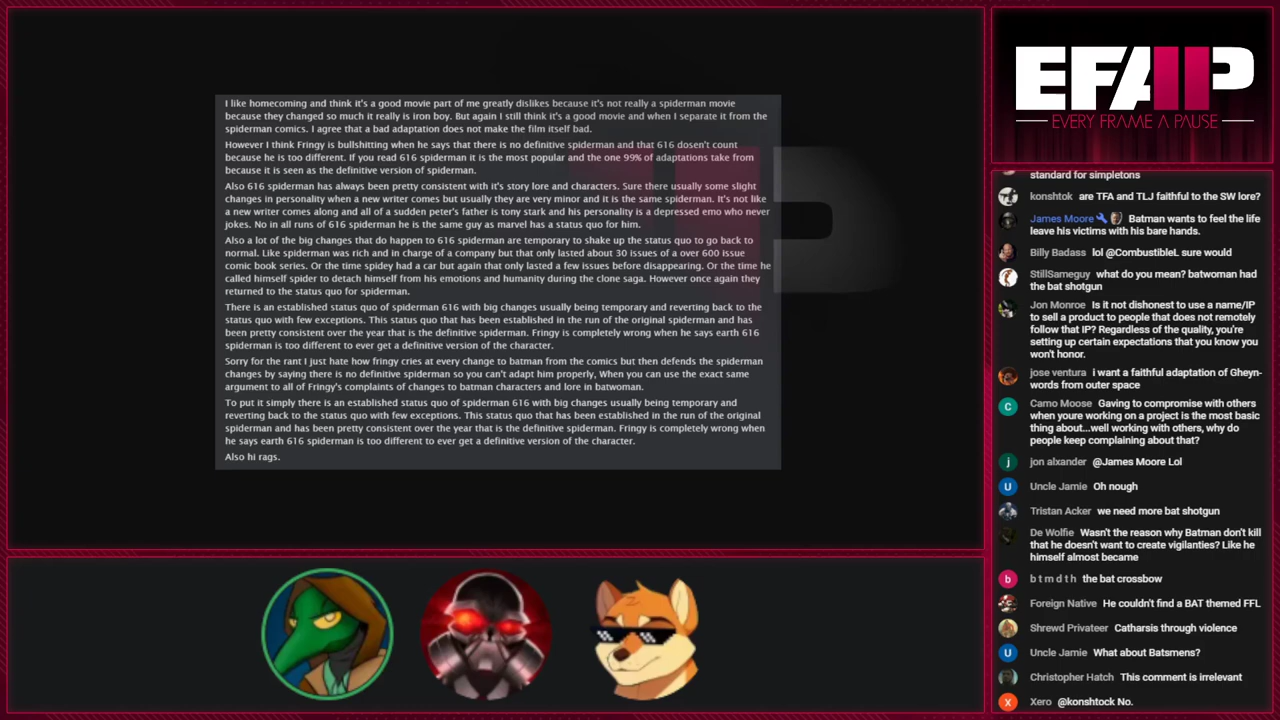 I like homecoming and think it's a good movie part of me greatly dislikes because it's not really a spiderman movie
because they changed so much it really is iron boy. But again I still think it's a good movie and when I separate it from the
spiderman comics. I agree that a bad adaptation does not make the film itself bad.
However I think Fringy is bullshitting when he says that there is no definitive spiderman and that 616 dosen't count
because he is too different. If you read 616 spiderman it is the most popular and the one 99% of adaptations take from
because it is seen as the definitive version of spiderman.
Also 616 spiderman has always been pretty consistent with it's story lore and characters. Sure there usually some slight
changes in personality when a new writer comes but usually they are very minor and it is the same spiderman. It's not like
a new writer comes along and all of a sudden peter's father is tony stark and his personality is a depressed emo who never
jokes. No in all runs of 616 spiderman he is the same guy as marvel has a status quo for him.
Also a lot of the big changes that do happen to 616 spiderman are temporary to shake up the status quo to go back to
normal. Like spiderman was rich and in charge of a company but that only lasted about 30 issues of a over 600 issue
comic book series. Or the time spidey had a car but again that only lasted a few issues before disappearing. Or the time he
called himself spider to detach himself from his emotions and humanity during the clone saga. However once again they
returned to the status quo for spiderman.
There is an established status quo of spiderman 616 with big changes usually being temporary and reverting back to the
status quo with few exceptions. This status quo that has been established in the run of the original spiderman and has
been pretty consistent over the year that is the definitive spiderman. Fringy is completely wrong when he says earth 616
spiderman is too different to ever get a definitive version of the character.
Sorry for the rant I just hate how fringy cries at every change to batman from the comics but then defends the spiderman
changes by saying there is no definitive spiderman so you can't adapt him properly, When you can use the exact same
argument to all of Fringy's complaints of changes to batman characters and lore in batwoman.
To put it simply there is an established status quo of spiderman 616 with big changes usually being temporary and
reverting back to the status quo with few exceptions. This status quo that has been established in the run of the original
spiderman and has been pretty consistent over the year that is the definitive spiderman. Fringy is completely wrong when
he says earth 616 spiderman is too different to ever get a definitive version of the character.
Also hi rags.
EFAP
EVERY FRAME A PAUSE
standard for simpletons
konshtok are TFA and TLJ faithful to the SW lore?
James Moore Batman wants to feel the life
leave his victims with his bare hands.
Billy Badass lol @CombustibleL sure would
StillSameguy what do you mean? batwoman had
the bat shotgun
Jon Monroe Is it not dishonest to use a name/IP
to sell a product to people that does not remotely
follow that IP? Regardless of the quality, you're
setting up certain expectations that you know you
won't honor.
jose ventura i want a faithful adaptation of Gheyn-
words from outer space
C Camo Moose Gaving to compromise with others
when youre working on a project is the most basic
thing about...well working with others, why do
people keep complaining about that?
j jon alxander @James Moore Lol
U Uncle Jamie Oh nough
Tristan Acker we need more bat shotgun
De Wolfie Wasn't the reason why Batman don't kill
that he doesn't want to create vigilanties? Like he
himself almost became
b b t m d t h the bat crossbow
Foreign Native He couldn't find a BAT themed FFL
Shrewd Privateer Catharsis through violence
U Uncle Jamie What about Batsmens?
Christopher Hatch This comment is irrelevant
X Xero @konshtock No.